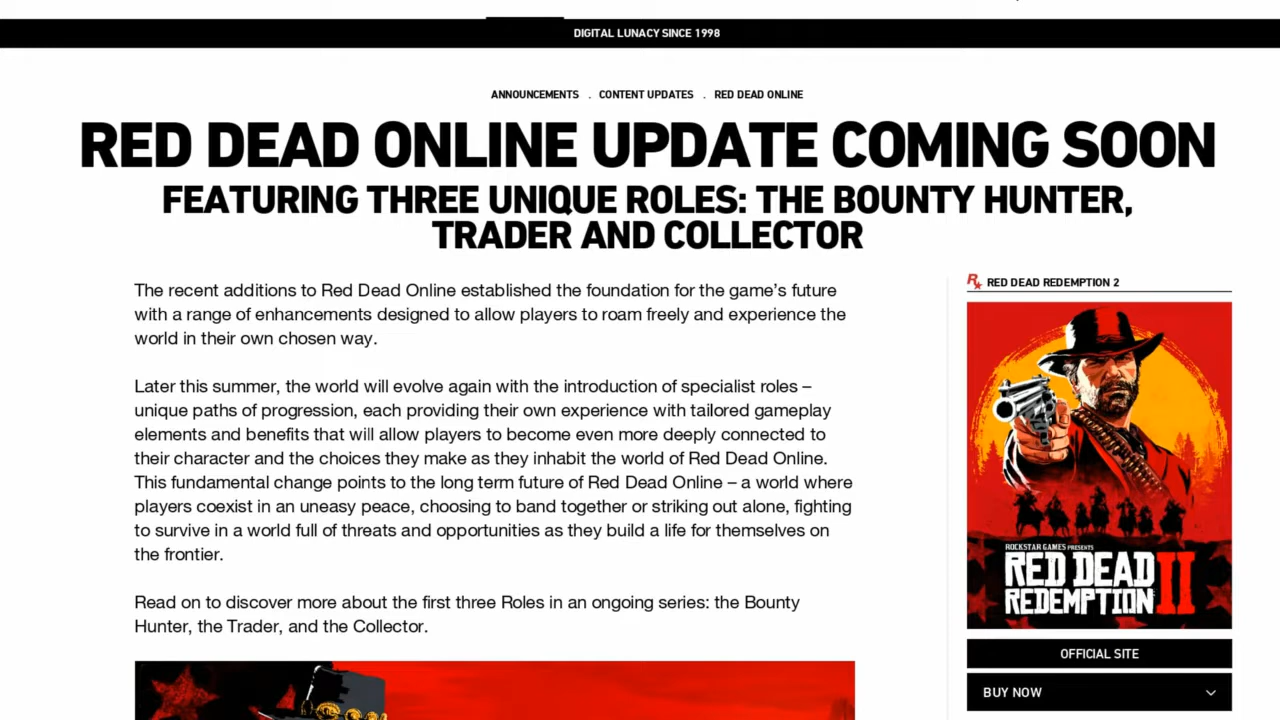 DIGITAL LUNACY SINCE 1998
ANNOUNCEMENTS . CONTENT UPDATES . RED DEAD ONLINE
RED DEAD ONLINE UPDATE COMING SOON
FEATURING THREE UNIQUE ROLES: THE BOUNTY HUNTER,
TRADER AND COLLECTOR
The recent additions to Red Dead Online established the foundation for the game’s future
with a range of enhancements designed to allow players to roam freely and experience the
world in their own chosen way.
Later this summer, the world will evolve again with the introduction of specialist roles –
unique paths of progression, each providing their own experience with tailored gameplay
elements and benefits that will allow players to become even more deeply connected to
their character and the choices they make as they inhabit the world of Red Dead Online.
This fundamental change points to the long term future of Red Dead Online – a world where
players coexist in an uneasy peace, choosing to band together or striking out alone, fighting
to survive in a world full of threats and opportunities as they build a life for themselves on
the frontier.
Read on to discover more about the first three Roles in an ongoing series: the Bounty
Hunter, the Trader, and the Collector.
R RED DEAD REDEMPTION 2
ROCKSTAR GAMES PRESENTS
RED DEAD
REDEMPTION II
OFFICIAL SITE
BUY NOW